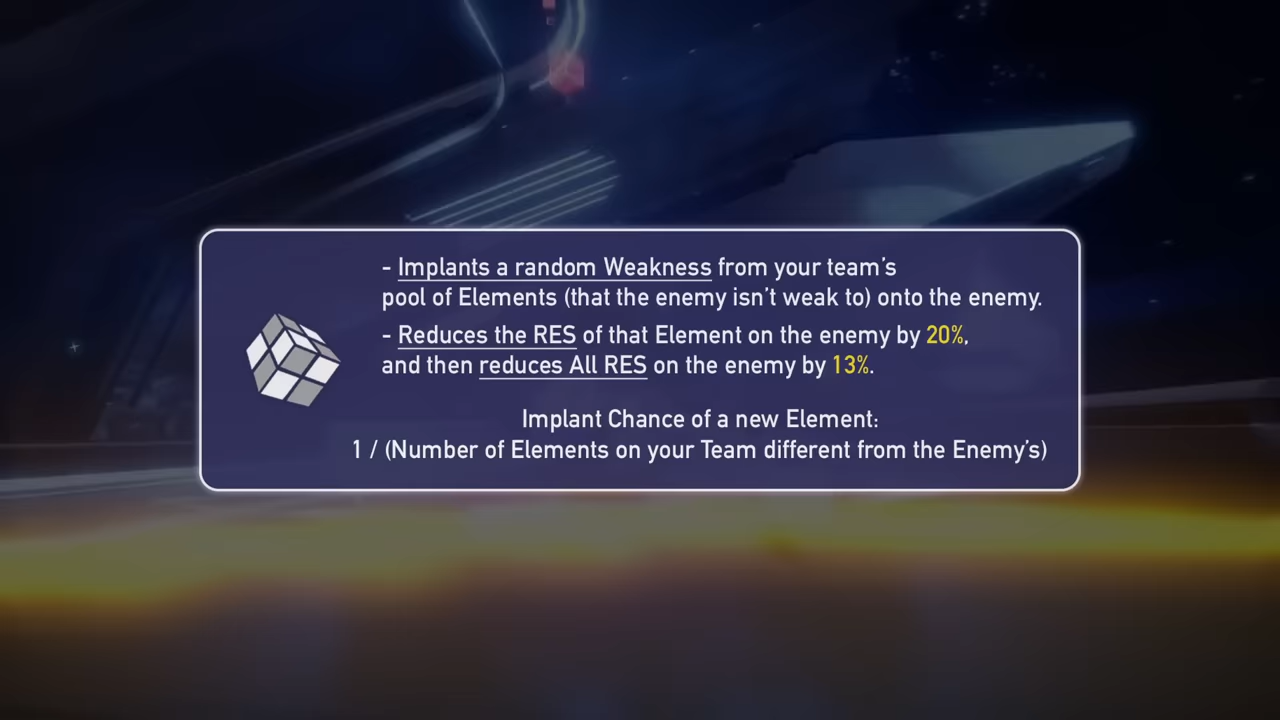 - Implants a random Weakness from your team's
pool of Elements (that the enemy isn't weak to) onto the enemy.
- Reduces the RES of that Element on the enemy by 20%,
and then reduces All RES on the enemy by 13%.
Implant Chance of a new Element:
1 / (Number of Elements on your Team different from the Enemy's)